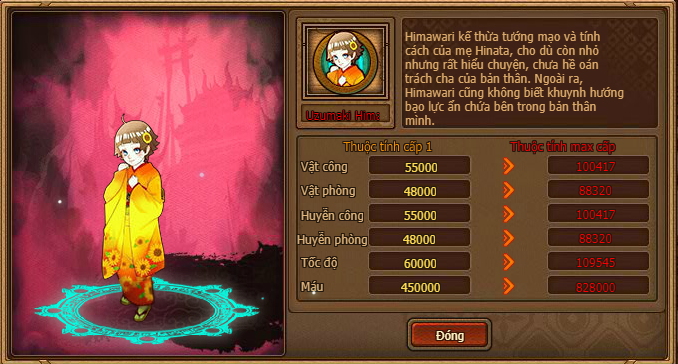 Himawari kế thừa tướng mạo và tính
cách của mẹ Hinata, cho dù còn nhỏ
nhưng rất hiểu chuyện, chưa hề oán
trách cha của bản thân. Ngoài ra,
Himawari cũng không biết khuynh hướng
bạo lực ẩn chứa bên trong bản thân
mình.
Uzumaki Hima
Thuộc tính cấp 1 Thuộc tính max cấp
Vật công 55000 100417
Vật phòng 48000 88320
Huyễn công 55000 100417
Huyễn phòng 48000 88320
Tốc độ 60000 109545
Máu 450000 828000
Đóng